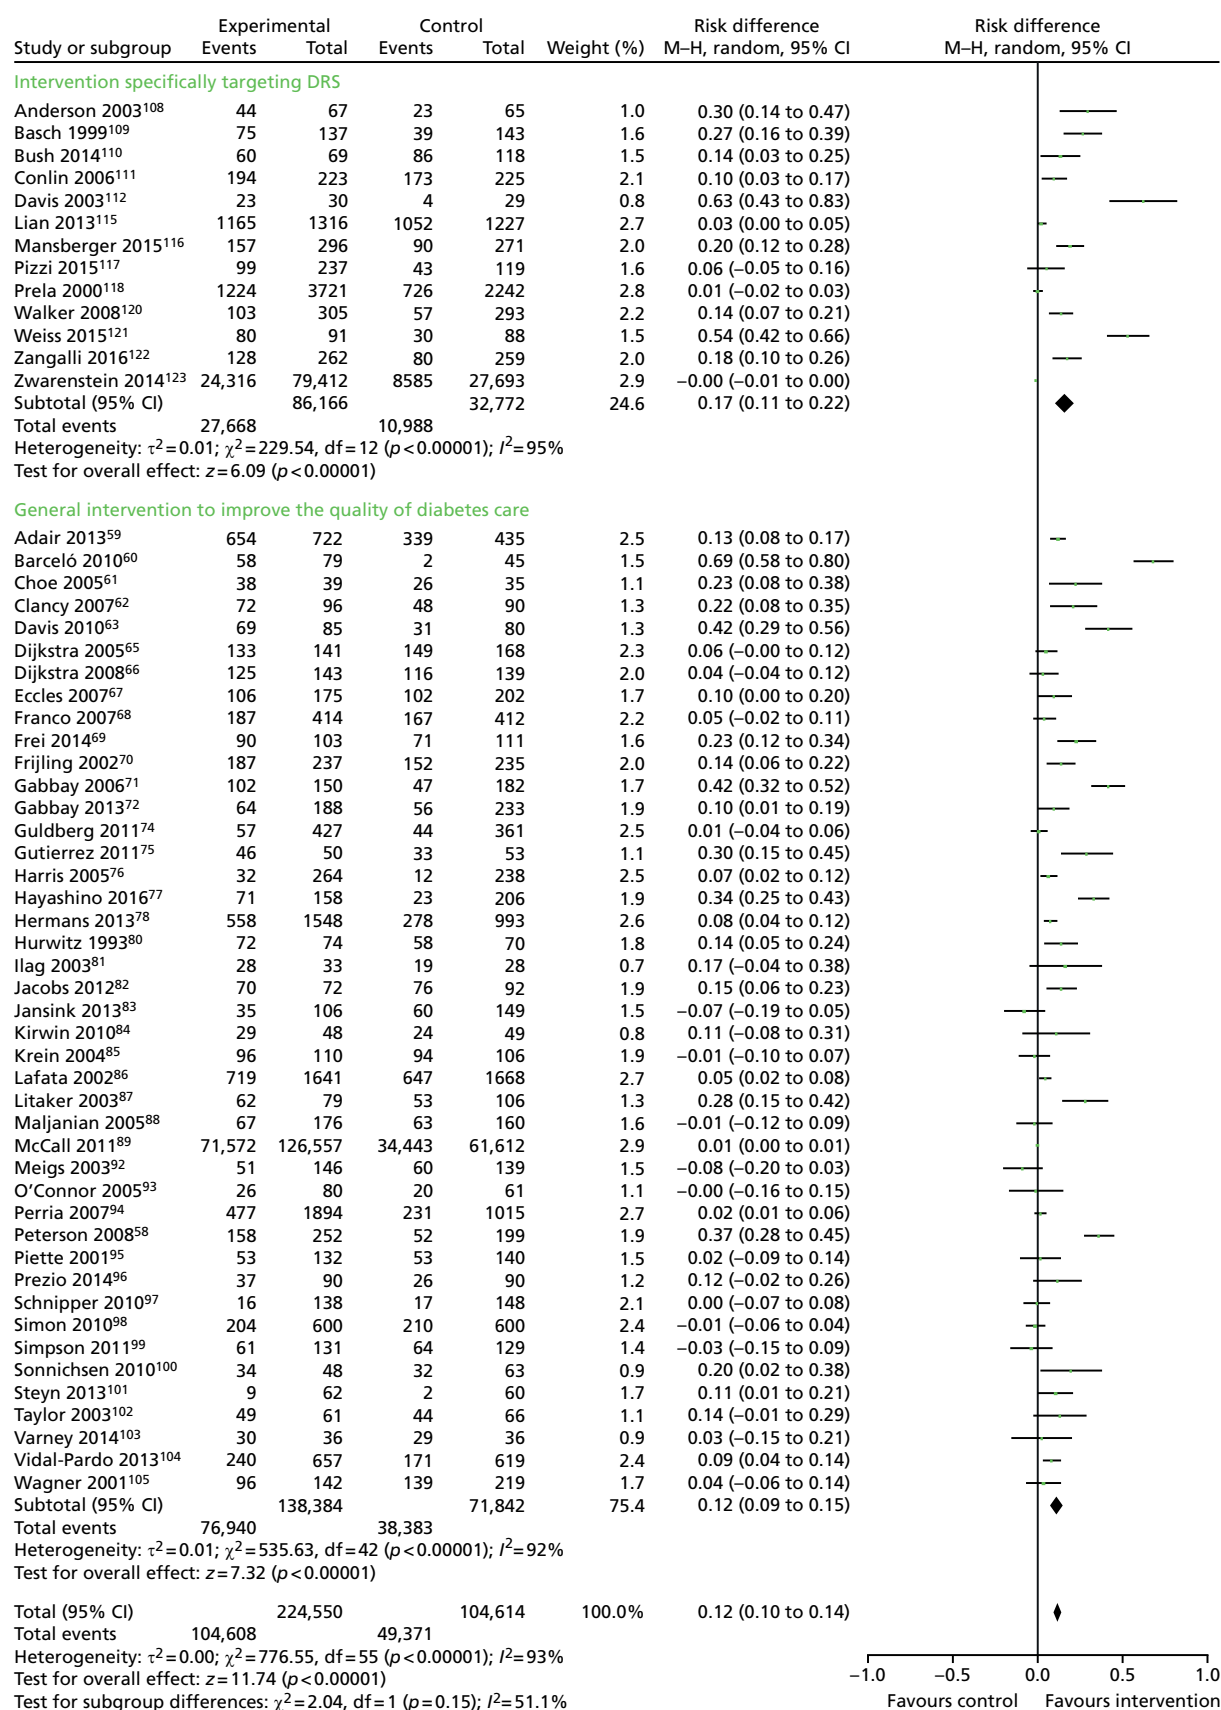 Experimental Control Risk difference Risk difference
Study or subgroup Events Total Events Total Weight (%) M–H, random, 95% CI M–H, random, 95% CI
Intervention specifically targeting DRS
Anderson 2003¹⁰⁸ 44 67 23 65 1.0 0.30 (0.14 to 0.47)
Basch 1999¹⁰⁹ 75 137 39 143 1.6 0.27 (0.16 to 0.39)
Bush 2014¹¹⁰ 60 69 86 118 1.5 0.14 (0.03 to 0.25)
Conlin 2006¹¹¹ 194 223 173 225 2.1 0.10 (0.03 to 0.17)
Davis 2003¹¹² 23 30 4 29 0.8 0.63 (0.43 to 0.83)
Lian 2013¹¹⁵ 1165 1316 1052 1227 2.7 0.03 (0.00 to 0.05)
Mansberger 2015¹¹⁶ 157 296 90 271 2.0 0.20 (0.12 to 0.28)
Pizzi 2015¹¹⁷ 99 237 43 119 1.6 0.06 (–0.05 to 0.16)
Prela 2000¹¹⁸ 1224 3721 726 2242 2.8 0.01 (–0.02 to 0.03)
Walker 2008¹²⁰ 103 305 57 293 2.2 0.14 (0.07 to 0.21)
Weiss 2015¹²¹ 80 91 30 88 1.5 0.54 (0.42 to 0.66)
Zangalli 2016¹²² 128 262 80 259 2.0 0.18 (0.10 to 0.26)
Zwarenstein 2014¹²³ 24,316 79,412 8585 27,693 2.9 –0.00 (–0.01 to 0.00)
Subtotal (95% CI) 86,166 32,772 24.6 0.17 (0.11 to 0.22)
Total events 27,668 10,988
Heterogeneity: τ²=0.01; χ²=229.54, df=12 (p<0.00001); I²=95%
Test for overall effect: z=6.09 (p<0.00001)
General intervention to improve the quality of diabetes care
Adair 2013⁵⁹ 654 722 339 435 2.5 0.13 (0.08 to 0.17)
Barceló 2010⁶⁰ 58 79 2 45 1.5 0.69 (0.58 to 0.80)
Choe 2005⁶¹ 38 39 26 35 1.1 0.23 (0.08 to 0.38)
Clancy 2007⁶² 72 96 48 90 1.3 0.22 (0.08 to 0.35)
Davis 2010⁶³ 69 85 31 80 1.3 0.42 (0.29 to 0.56)
Dijkstra 2005⁶⁵ 133 141 149 168 2.3 0.06 (–0.00 to 0.12)
Dijkstra 2008⁶⁶ 125 143 116 139 2.0 0.04 (–0.04 to 0.12)
Eccles 2007⁶⁷ 106 175 102 202 1.7 0.10 (0.00 to 0.20)
Franco 2007⁶⁸ 187 414 167 412 2.2 0.05 (–0.02 to 0.11)
Frei 2014⁶⁹ 90 103 71 111 1.6 0.23 (0.12 to 0.34)
Frijling 2002⁷⁰ 187 237 152 235 2.0 0.14 (0.06 to 0.22)
Gabbay 2006⁷¹ 102 150 47 182 1.7 0.42 (0.32 to 0.52)
Gabbay 2013⁷² 64 188 56 233 1.9 0.10 (0.01 to 0.19)
Guldberg 2011⁷⁴ 57 427 44 361 2.5 0.01 (–0.04 to 0.06)
Gutierrez 2011⁷⁵ 46 50 33 53 1.1 0.30 (0.15 to 0.45)
Harris 2005⁷⁶ 32 264 12 238 2.5 0.07 (0.02 to 0.12)
Hayashino 2016⁷⁷ 71 158 23 206 1.9 0.34 (0.25 to 0.43)
Hermans 2013⁷⁸ 558 1548 278 993 2.6 0.08 (0.04 to 0.12)
Hurwitz 1993⁸⁰ 72 74 58 70 1.8 0.14 (0.05 to 0.24)
Ilag 2003⁸¹ 28 33 19 28 0.7 0.17 (–0.04 to 0.38)
Jacobs 2012⁸² 70 72 76 92 1.9 0.15 (0.06 to 0.23)
Jansink 2013⁸³ 35 106 60 149 1.5 –0.07 (–0.19 to 0.05)
Kirwin 2010⁸⁴ 29 48 24 49 0.8 0.11 (–0.08 to 0.31)
Krein 2004⁸⁵ 96 110 94 106 1.9 –0.01 (–0.10 to 0.07)
Lafata 2002⁸⁶ 719 1641 647 1668 2.7 0.05 (0.02 to 0.08)
Litaker 2003⁸⁷ 62 79 53 106 1.3 0.28 (0.15 to 0.42)
Maljanian 2005⁸⁸ 67 176 63 160 1.6 –0.01 (–0.12 to 0.09)
McCall 2011⁸⁹ 71,572 126,557 34,443 61,612 2.9 0.01 (0.00 to 0.01)
Meigs 2003⁹² 51 146 60 139 1.5 –0.08 (–0.20 to 0.03)
O’Connor 2005⁹³ 26 80 20 61 1.1 –0.00 (–0.16 to 0.15)
Perria 2007⁹⁴ 477 1894 231 1015 2.7 0.02 (0.01 to 0.06)
Peterson 2008⁵⁸ 158 252 52 199 1.9 0.37 (0.28 to 0.45)
Piette 2001⁹⁵ 53 132 53 140 1.5 0.02 (–0.09 to 0.14)
Prezio 2014⁹⁶ 37 90 26 90 1.2 0.12 (–0.02 to 0.26)
Schnipper 2010⁹⁷ 16 138 17 148 2.1 0.00 (–0.07 to 0.08)
Simon 2010⁹⁸ 204 600 210 600 2.4 –0.01 (–0.06 to 0.04)
Simpson 2011⁹⁹ 61 131 64 129 1.4 –0.03 (–0.15 to 0.09)
Sonnichsen 2010¹⁰⁰ 34 48 32 63 0.9 0.20 (0.02 to 0.38)
Steyn 2013¹⁰¹ 9 62 2 60 1.7 0.11 (0.01 to 0.21)
Taylor 2003¹⁰² 49 61 44 66 1.1 0.14 (–0.01 to 0.29)
Varney 2014¹⁰³ 30 36 29 36 0.9 0.03 (–0.15 to 0.21)
Vidal-Pardo 2013¹⁰⁴ 240 657 171 619 2.4 0.09 (0.04 to 0.14)
Wagner 2001¹⁰⁵ 96 142 139 219 1.7 0.04 (–0.06 to 0.14)
Subtotal (95% CI) 138,384 71,842 75.4 0.12 (0.09 to 0.15)
Total events 76,940 38,383
Heterogeneity: τ²=0.01; χ²=535.63, df=42 (p<0.00001); I²=92%
Test for overall effect: z=7.32 (p<0.00001)
Total (95% CI) 224,550 104,614 100.0% 0.12 (0.10 to 0.14)
Total events 104,608 49,371
Heterogeneity: τ²=0.00; χ²=776.55, df=55 (p<0.00001); I²=93%
Test for overall effect: z=11.74 (p<0.00001)
Test for subgroup differences: χ²=2.04, df=1 (p=0.15); I²=51.1%
–1.0 –0.5 0.0 0.5 1.0
Favours control Favours intervention